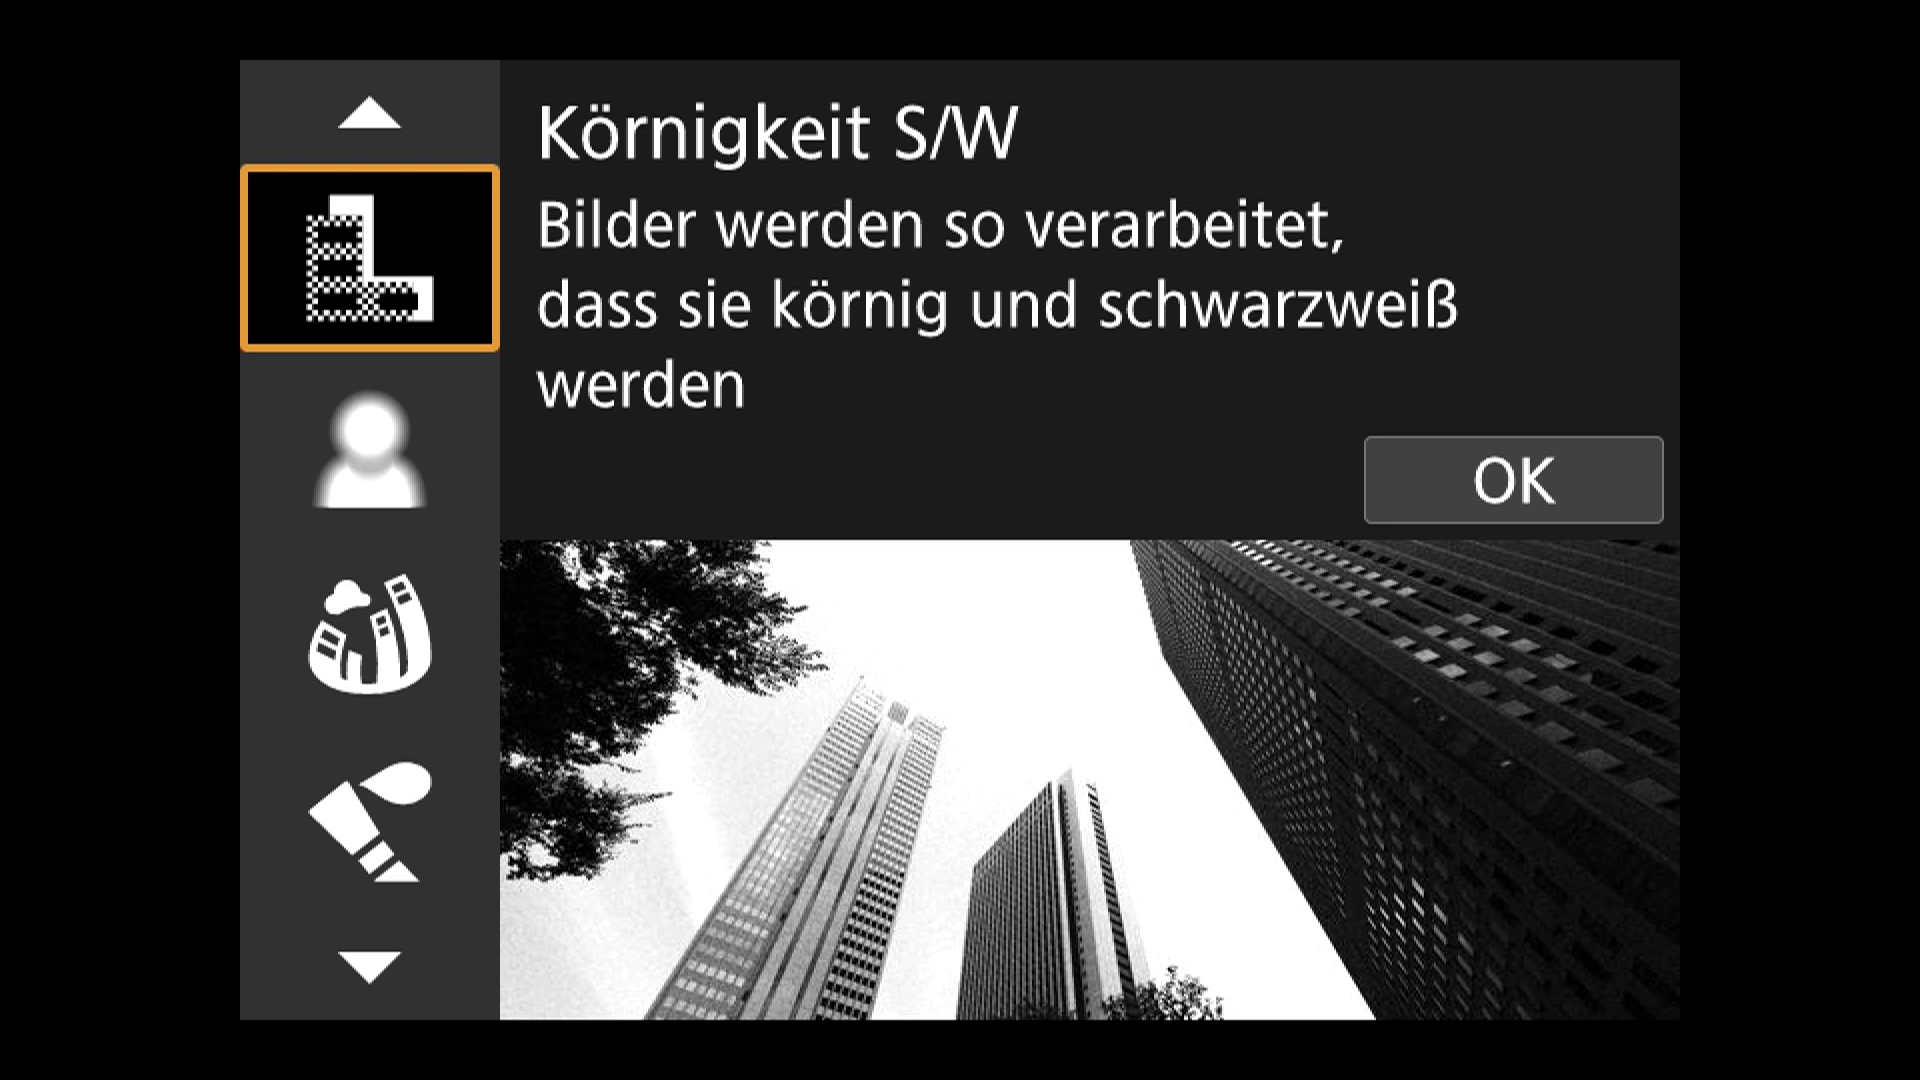 Körnigkeit S/W
Bilder werden so verarbeitet,
dass sie körnig und schwarzweiß
werden
OK